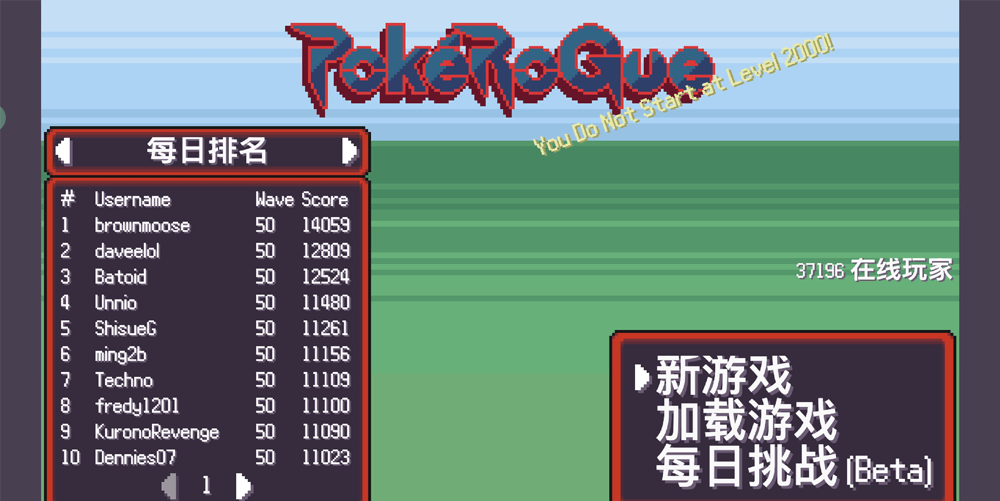 PokéRogue
You Do Not Start at Level 2000!
每日排名
# Username Wave Score
1 brownmoose 50 14059
2 daveelol 50 12809
3 Batoid 50 12524
4 Unnio 50 11480
5 ShisueG 50 11261
6 ming2b 50 11156
7 Techno 50 11109
8 fredy1201 50 11100
9 KuronoRevenge 50 11090
10 Dennies07 50 11023
1
37196 在线玩家
新游戏
加载游戏
每日挑战 (Beta)